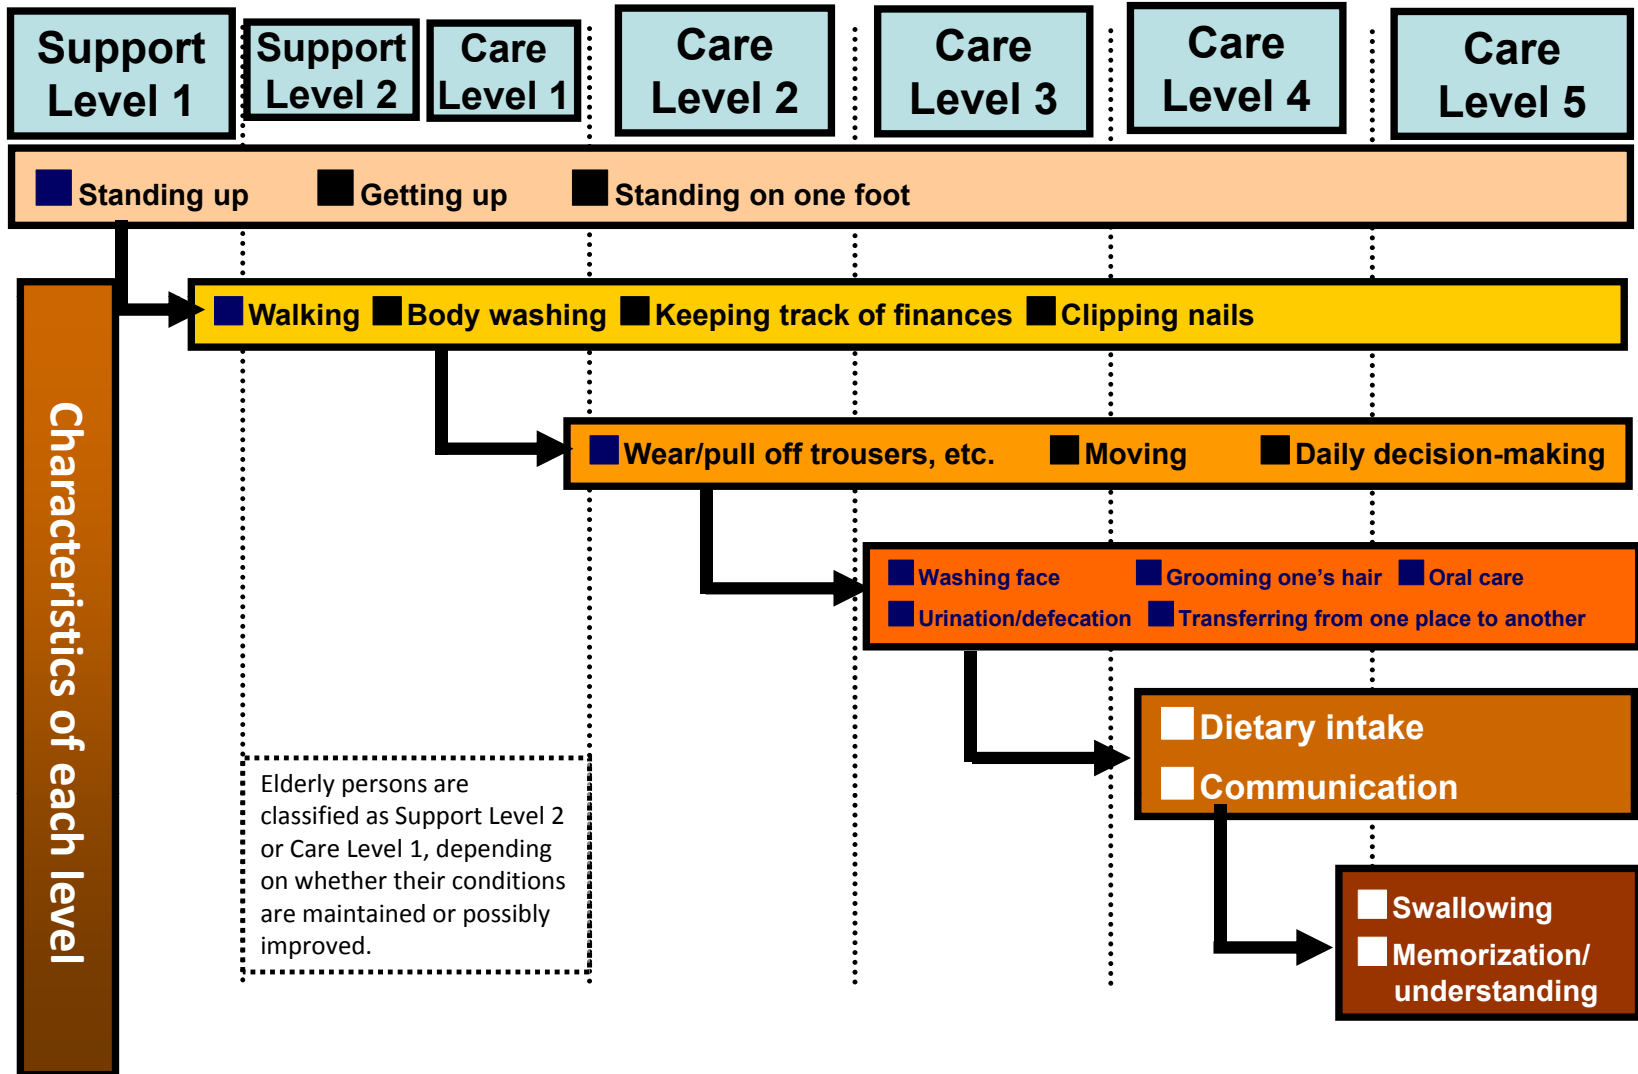 Support
Level 1
Support
Level 2
Care
Level 1
Care
Level 2
Care
Level 3
Care
Level 4
Care
Level 5
Standing up Getting up Standing on one foot
Characteristics of each level
Walking Body washing Keeping track of finances Clipping nails
Wear/pull off trousers, etc. Moving Daily decision-making
Washing face Grooming one’s hair Oral care
Urination/defecation Transferring from one place to another
Dietary intake
Communication
Elderly persons are
classified as Support Level 2
or Care Level 1, depending
on whether their conditions
are maintained or possibly
improved.
Swallowing
Memorization/
understanding